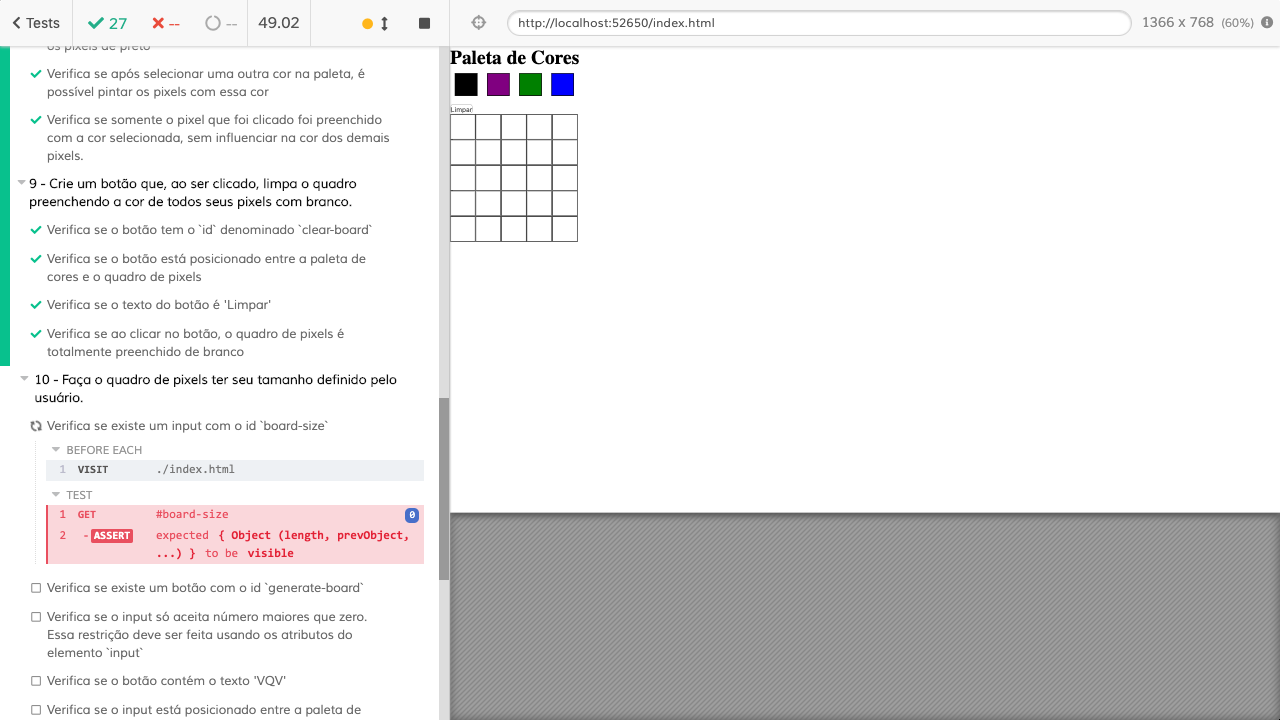 Tests
27
--
--
49.02
os pixels de preto
Verifica se após selecionar uma outra cor na paleta, é
possível pintar os pixels com essa cor
Verifica se somente o pixel que foi clicado foi preenchido
com a cor selecionada, sem influenciar na cor dos demais
pixels.
9 - Crie um botão que, ao ser clicado, limpa o quadro
preenchendo a cor de todos seus pixels com branco.
Verifica se o botão tem o `id` denominado `clear-board`
Verifica se o botão está posicionado entre a paleta de
cores e o quadro de pixels
Verifica se o texto do botão é 'Limpar'
Verifica se ao clicar no botão, o quadro de pixels é
totalmente preenchido de branco
10 - Faça o quadro de pixels ter seu tamanho definido pelo
usuário.
Verifica se existe um input com o id `board-size`
BEFORE EACH
1 VISIT ./index.html
TEST
1 GET #board-size 0
2 -ASSERT expected { Object (length, prevObject,
...) } to be visible
Verifica se existe um botão com o id `generate-board`
Verifica se o input só aceita número maiores que zero.
Essa restrição deve ser feita usando os atributos do
elemento `input`
Verifica se o botão contém o texto 'VQV'
Verifica se o input está posicionado entre a paleta de
http://localhost:52650/index.html
1366 x 768 (60%)
Paleta de Cores
Limpar